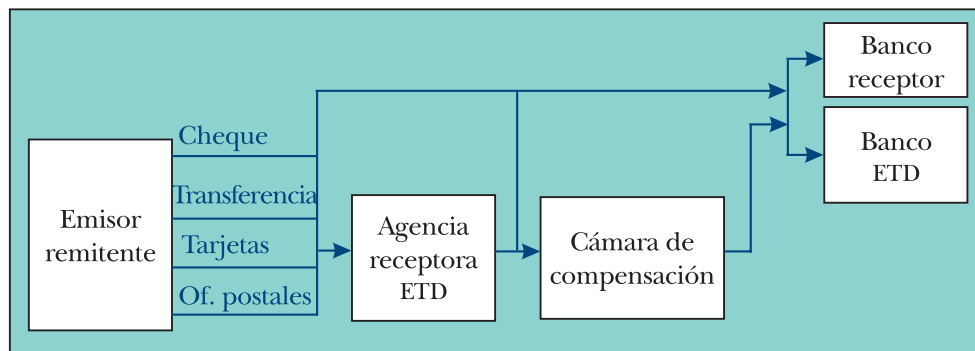 Emisor
remitente
Cheque
Transferencia
Tarjetas
Of. postales
Agencia
receptora
ETD
Cámara de
compensación
Banco
receptor
Banco
ETD